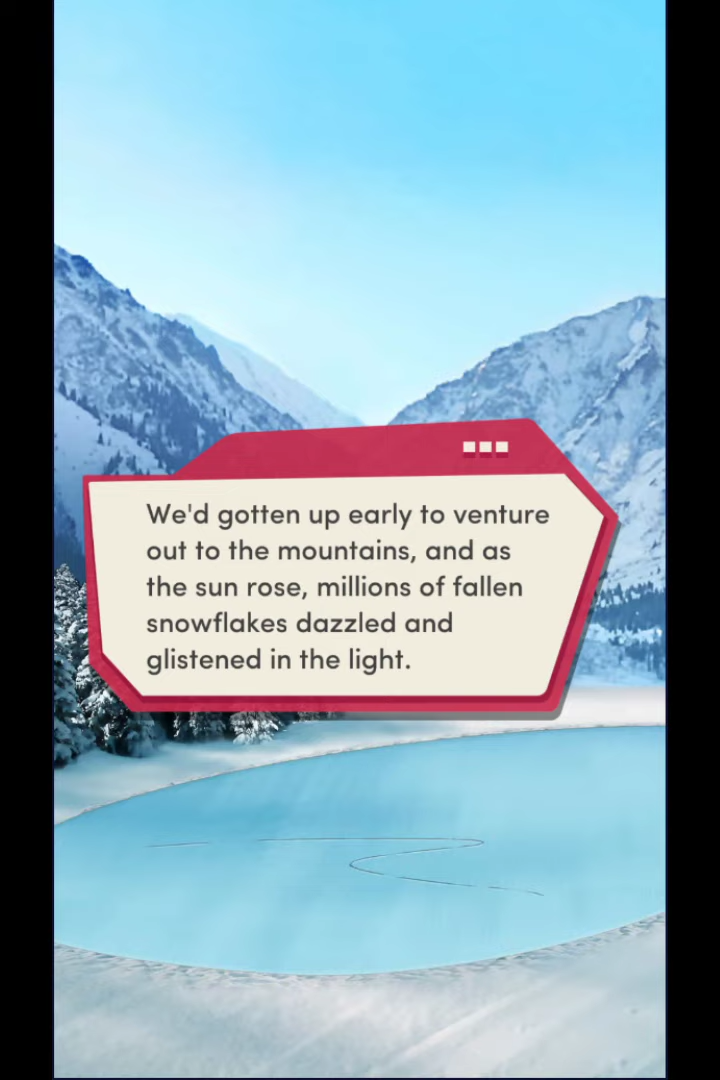 We'd gotten up early to venture
out to the mountains, and as
the sun rose, millions of fallen
snowflakes dazzled and
glistened in the light.